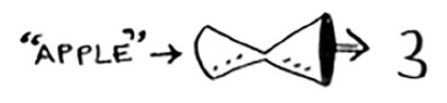 “APPLE” → ⇒ 3